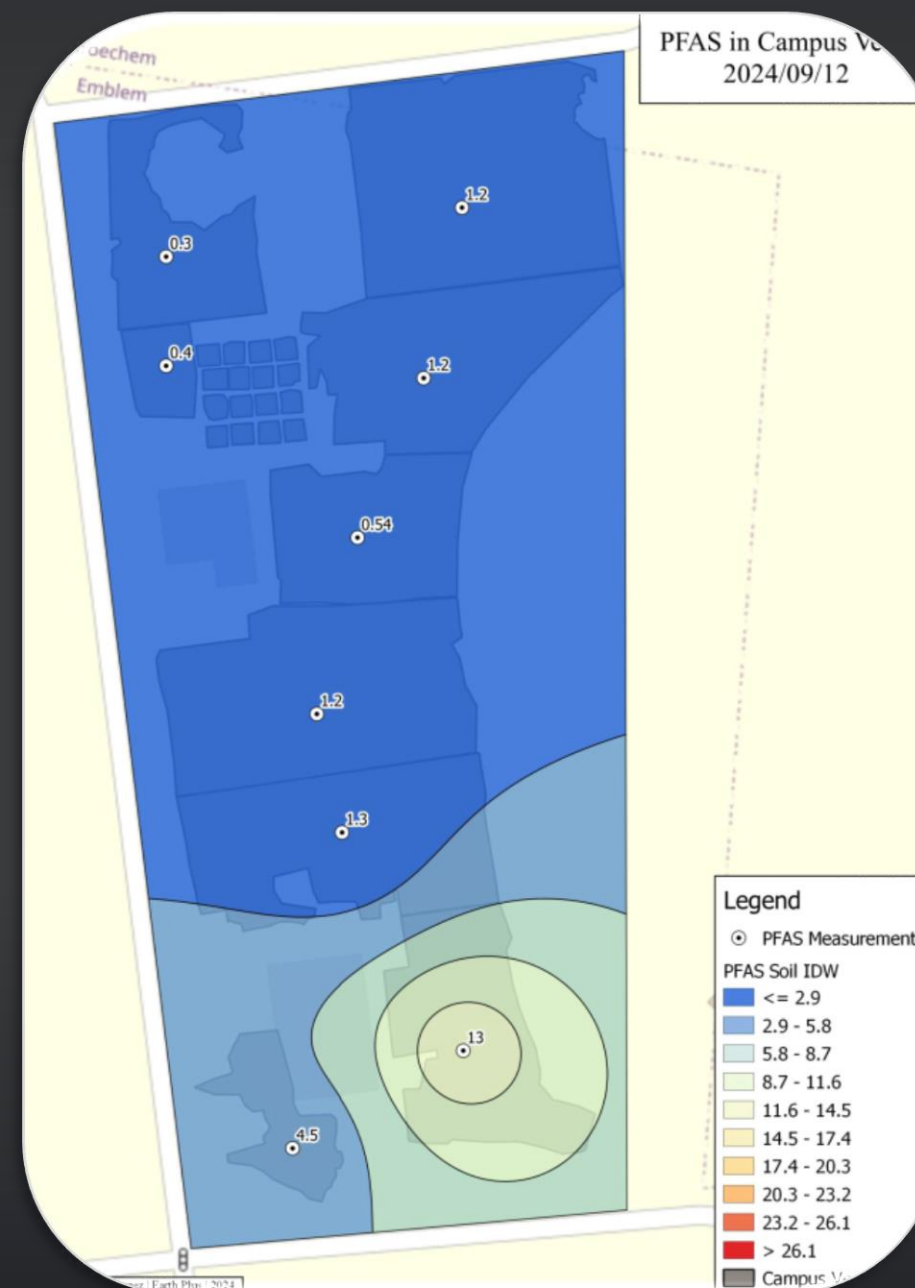 Emblem
PFAS in Campus
2024/09/12
1.2
0.3
0.4
1.2
0.54
1.2
1.3
13
4.5
Legend
PFAS Measurement
PFAS Soil IDW
<= 2.9
2.9 - 5.8
5.8 - 8.7
8.7 - 11.6
11.6 - 14.5
14.5 - 17.4
17.4 - 20.3
20.3 - 23.2
23.2 - 26.1
> 26.1
Campus
Earth Plus | 2024